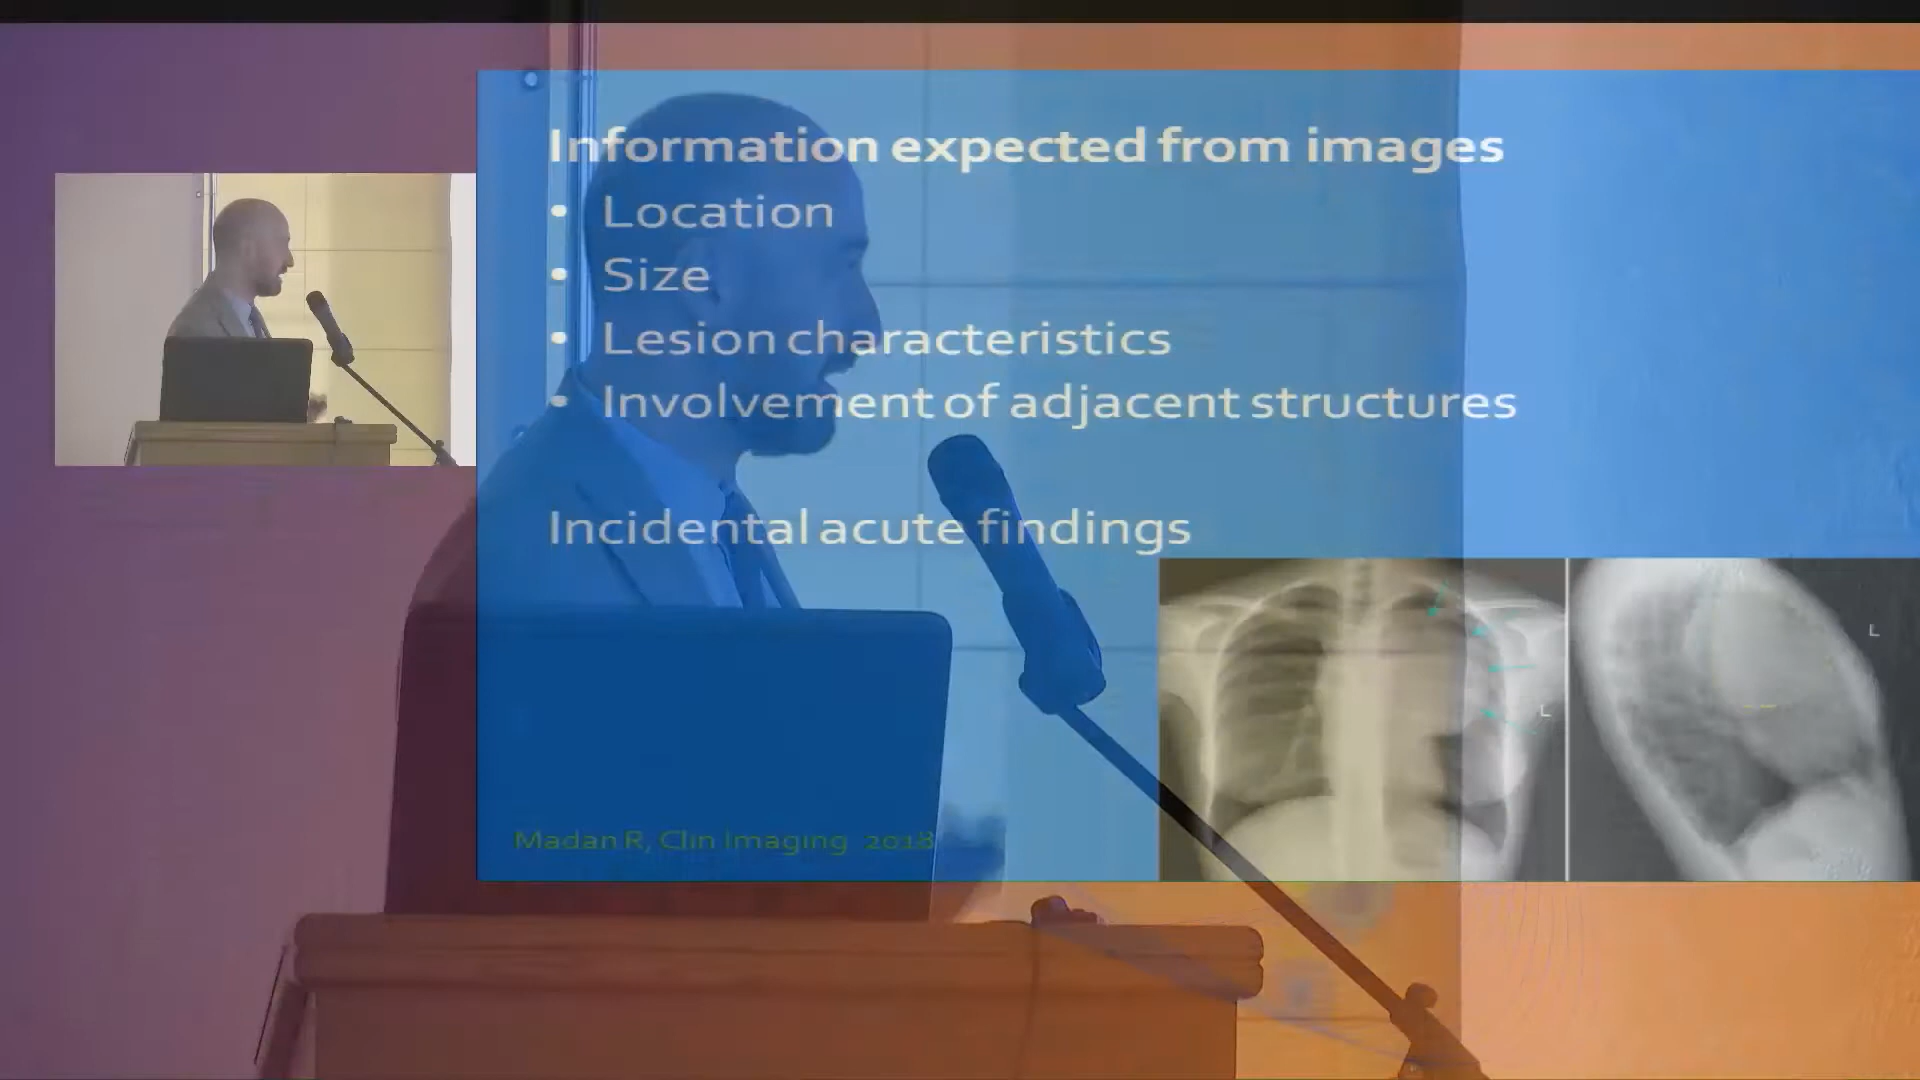 Information expected from images
• Location
• Size
• Lesion characteristics
• Involvement of adjacent structures
Incidental acute findings
L
L
Madan R, Clin Imaging 2018